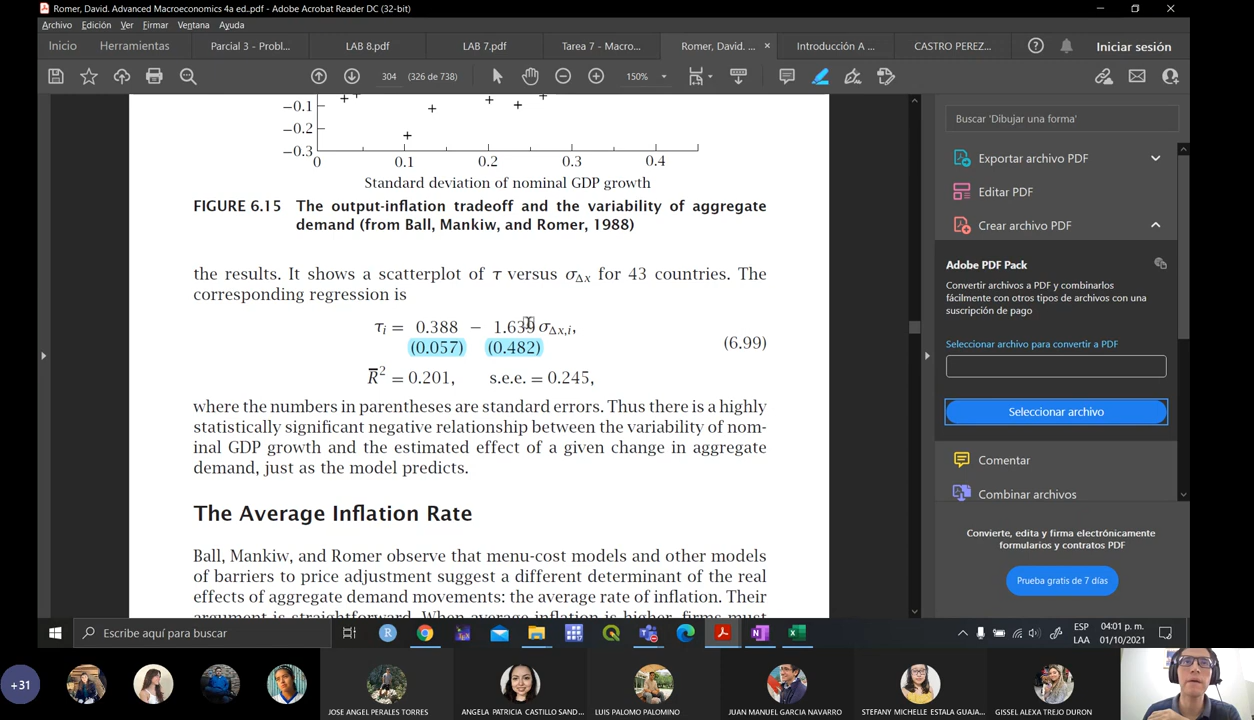 Romer, David. Advanced Macroeconomics 4a ed..pdf - Adobe Acrobat Reader DC (32-bit)
Archivo Edición Ver Firmar Ventana Ayuda
Inicio Herramientas Parcial 3 - Probl... LAB 8.pdf LAB 7.pdf Tarea 7 - Macro... Romer, David. ... × Introducción A ... CASTRO PEREZ... Iniciar sesión
304 (326 de 738) 150%
−0.1
−0.2
−0.3
0 0.1 0.2 0.3 0.4
Standard deviation of nominal GDP growth
FIGURE 6.15 The output-inflation tradeoff and the variability of aggregate
demand (from Ball, Mankiw, and Romer, 1988)
the results. It shows a scatterplot of τ versus σΔx for 43 countries. The
corresponding regression is
τi = 0.388 − 1.639 σΔx,i,
(0.057) (0.482) (6.99)
R̄² = 0.201, s.e.e. = 0.245,
where the numbers in parentheses are standard errors. Thus there is a highly
statistically significant negative relationship between the variability of nom-
inal GDP growth and the estimated effect of a given change in aggregate
demand, just as the model predicts.
The Average Inflation Rate
Ball, Mankiw, and Romer observe that menu-cost models and other models
of barriers to price adjustment suggest a different determinant of the real
effects of aggregate demand movements: the average rate of inflation. Their
argument is straightforward. When average inflation is higher, firms must
Buscar 'Dibujar una forma'
Exportar archivo PDF
Editar PDF
Crear archivo PDF
Adobe PDF Pack
Convertir archivos a PDF y combinarlos
fácilmente con otros tipos de archivos con una
suscripción de pago
Seleccionar archivo para convertir a PDF
Seleccionar archivo
Comentar
Combinar archivos
Convierte, edita y firma electrónicamente
formularios y contratos PDF
Prueba gratis de 7 días
Escribe aquí para buscar
ESP
LAA
04:01 p. m.
01/10/2021
+31
JOSE ANGEL PERALES TORRES
ANGELA PATRICIA CASTILLO SAND...
LUIS PALOMO PALOMINO
JUAN MANUEL GARCIA NAVARRO
STEFANY MICHELLE ESTALA GUAJA...
GISSEL ALEXA TREJO DURON